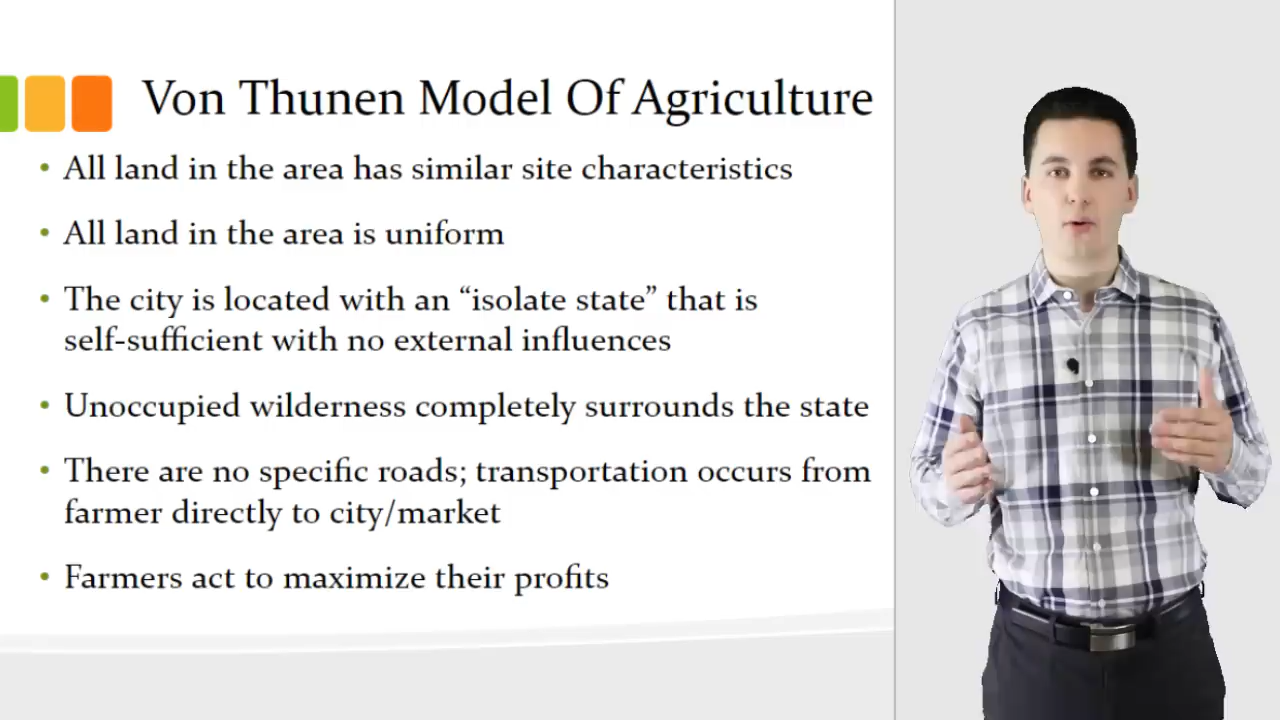 Von Thunen Model Of Agriculture
• All land in the area has similar site characteristics
• All land in the area is uniform
• The city is located with an “isolate state” that is
self-sufficient with no external influences
• Unoccupied wilderness completely surrounds the state
• There are no specific roads; transportation occurs from
farmer directly to city/market
• Farmers act to maximize their profits